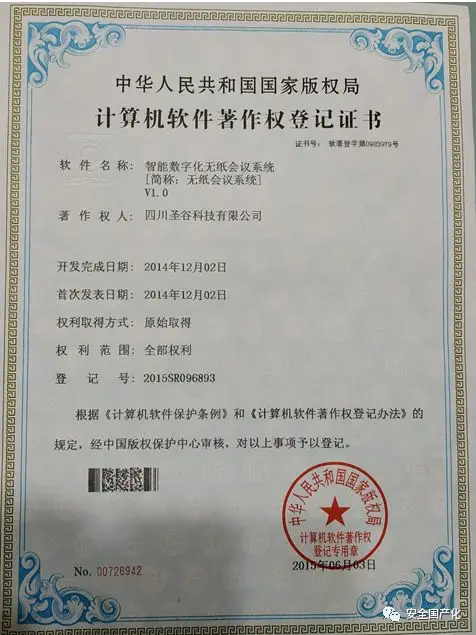 中华人民共和国国家版权局
计算机软件著作权登记证书
证书号： 软著登字第0983979号
软件名称： 智能数字化无纸会议系统
[简称：无纸会议系统]
V1.0
著作权人： 四川圣谷科技有限公司
开发完成日期： 2014年12月02日
首次发表日期： 2014年12月02日
权利取得方式： 原始取得
权利范围： 全部权利
登记号： 2015SR096893
根据《计算机软件保护条例》和《计算机软件著作权登记办法》的
规定，经中国版权保护中心审核，对以上事项予以登记。
中华人民共和国国家版权局
计算机软件著作权
登记专用章
2015年06月03日
No. 00726942
安全国产化